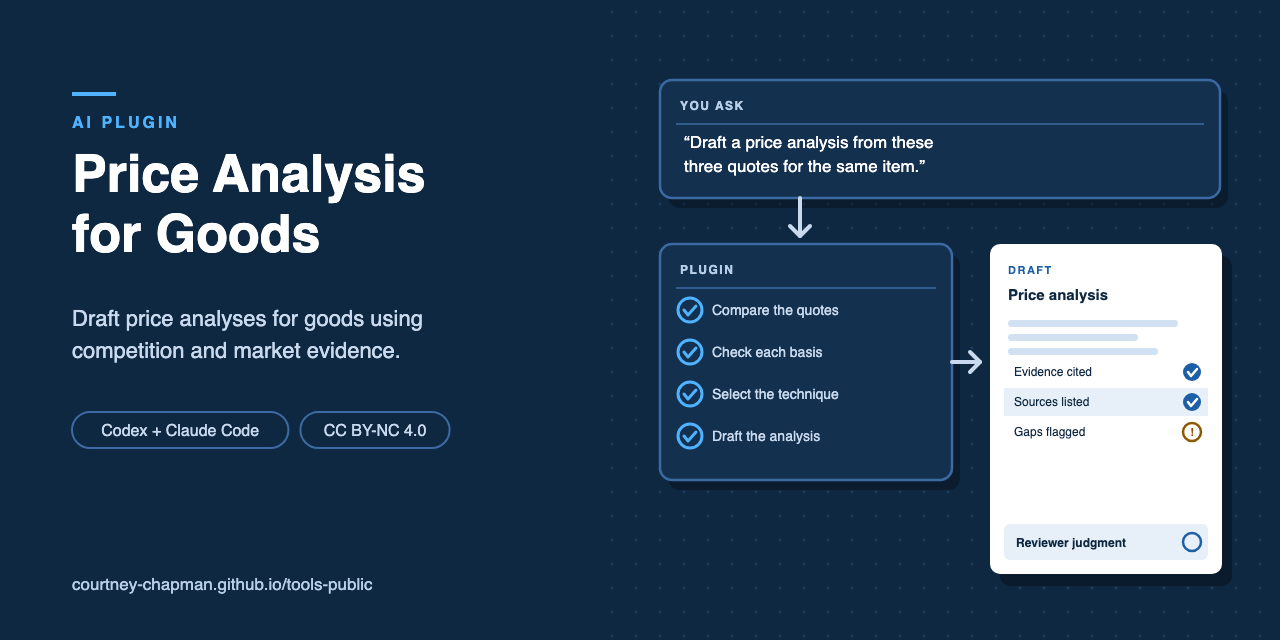 AI PLUGIN
Price Analysis
for Goods
Draft price analyses for goods using
competition and market evidence.
Codex + Claude Code
CC BY-NC 4.0
courtney-chapman.github.io/tools-public
YOU ASK
“Draft a price analysis from these
three quotes for the same item.”
PLUGIN
Compare the quotes
Check each basis
Select the technique
Draft the analysis
DRAFT
Price analysis
Evidence cited
Sources listed
Gaps flagged
!
Reviewer judgment